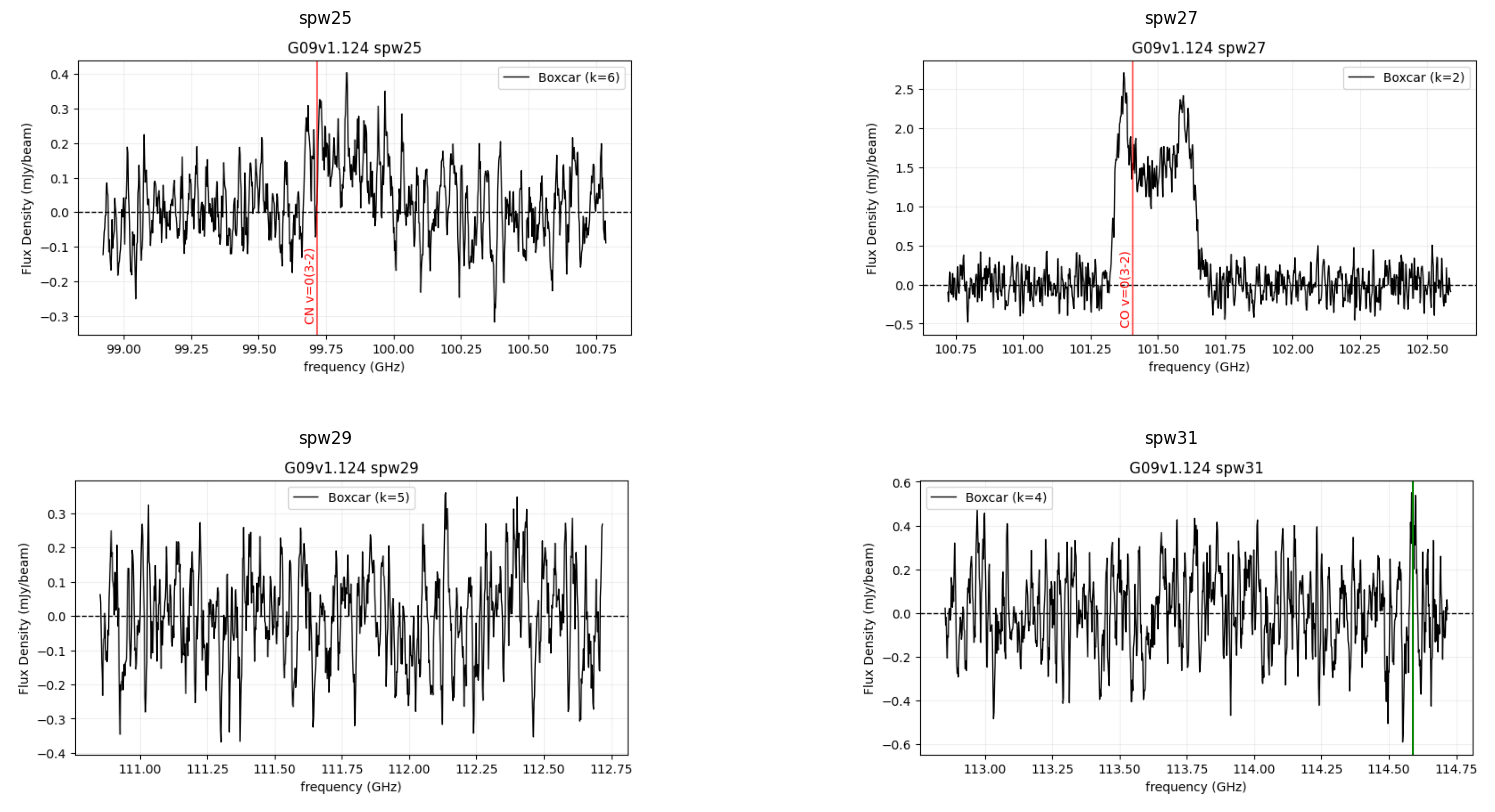 spw25
G09v1.124 spw25
Boxcar (k=6)
0.4
0.3
0.2
0.1
0.0
−0.1
−0.2
−0.3
Flux Density (mJy/beam)
CN v=0(3-2)
99.00 99.25 99.50 99.75 100.00 100.25 100.50 100.75
frequency (GHz)
spw27
G09v1.124 spw27
Boxcar (k=2)
2.5
2.0
1.5
1.0
0.5
0.0
−0.5
Flux Density (mJy/beam)
CO v=0(3-2)
100.75 101.00 101.25 101.50 101.75 102.00 102.25 102.50
frequency (GHz)
spw29
G09v1.124 spw29
Boxcar (k=5)
0.3
0.2
0.1
0.0
−0.1
−0.2
−0.3
−0.4
Flux Density (mJy/beam)
111.00 111.25 111.50 111.75 112.00 112.25 112.50 112.75
frequency (GHz)
spw31
G09v1.124 spw31
Boxcar (k=4)
0.6
0.4
0.2
0.0
−0.2
−0.4
−0.6
Flux Density (mJy/beam)
113.00 113.25 113.50 113.75 114.00 114.25 114.50 114.75
frequency (GHz)